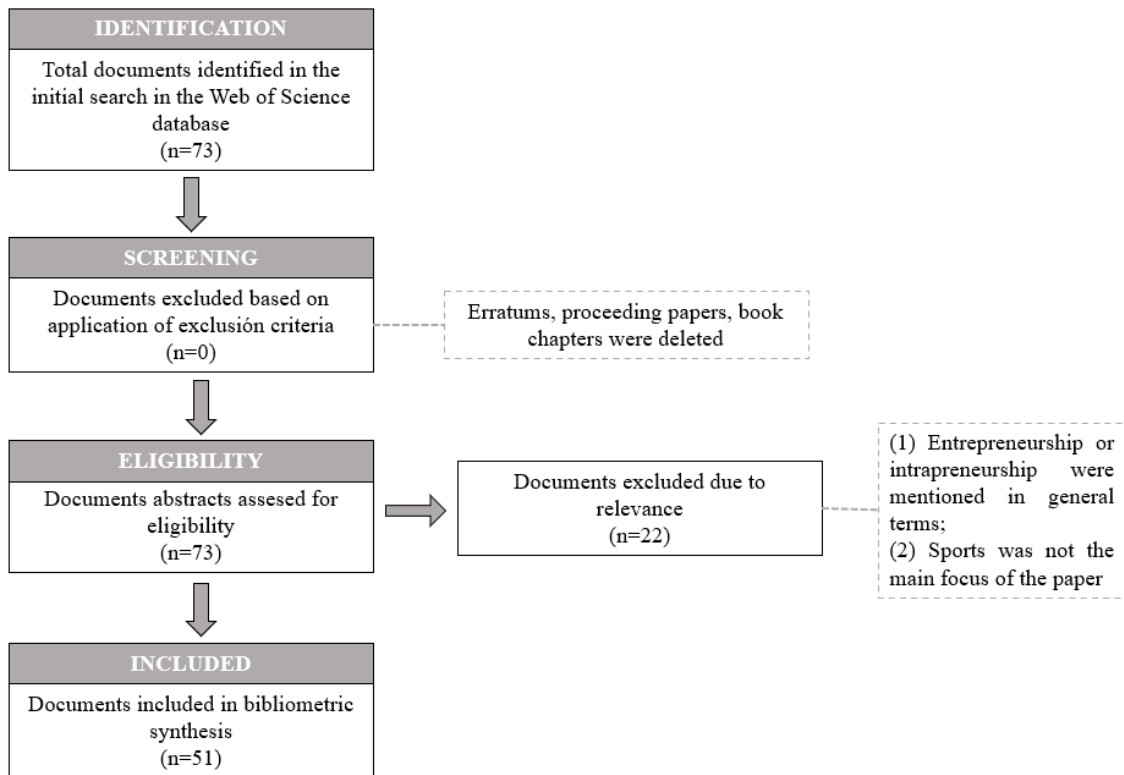 IDENTIFICATION
Total documents identified in the
initial search in the Web of Science
database
(n=73)
SCREENING
Documents excluded based on
application of exclusión criteria
(n=0)
Erratums, proceeding papers, book
chapters were deleted
ELIGIBILITY
Documents abstracts assesed for
eligibility
(n=73)
Documents excluded due to
relevance
(n=22)
(1) Entrepreneurship or
intrapreneurship were
mentioned in general
terms;
(2) Sports was not the
main focus of the paper
INCLUDED
Documents included in bibliometric
synthesis
(n=51)